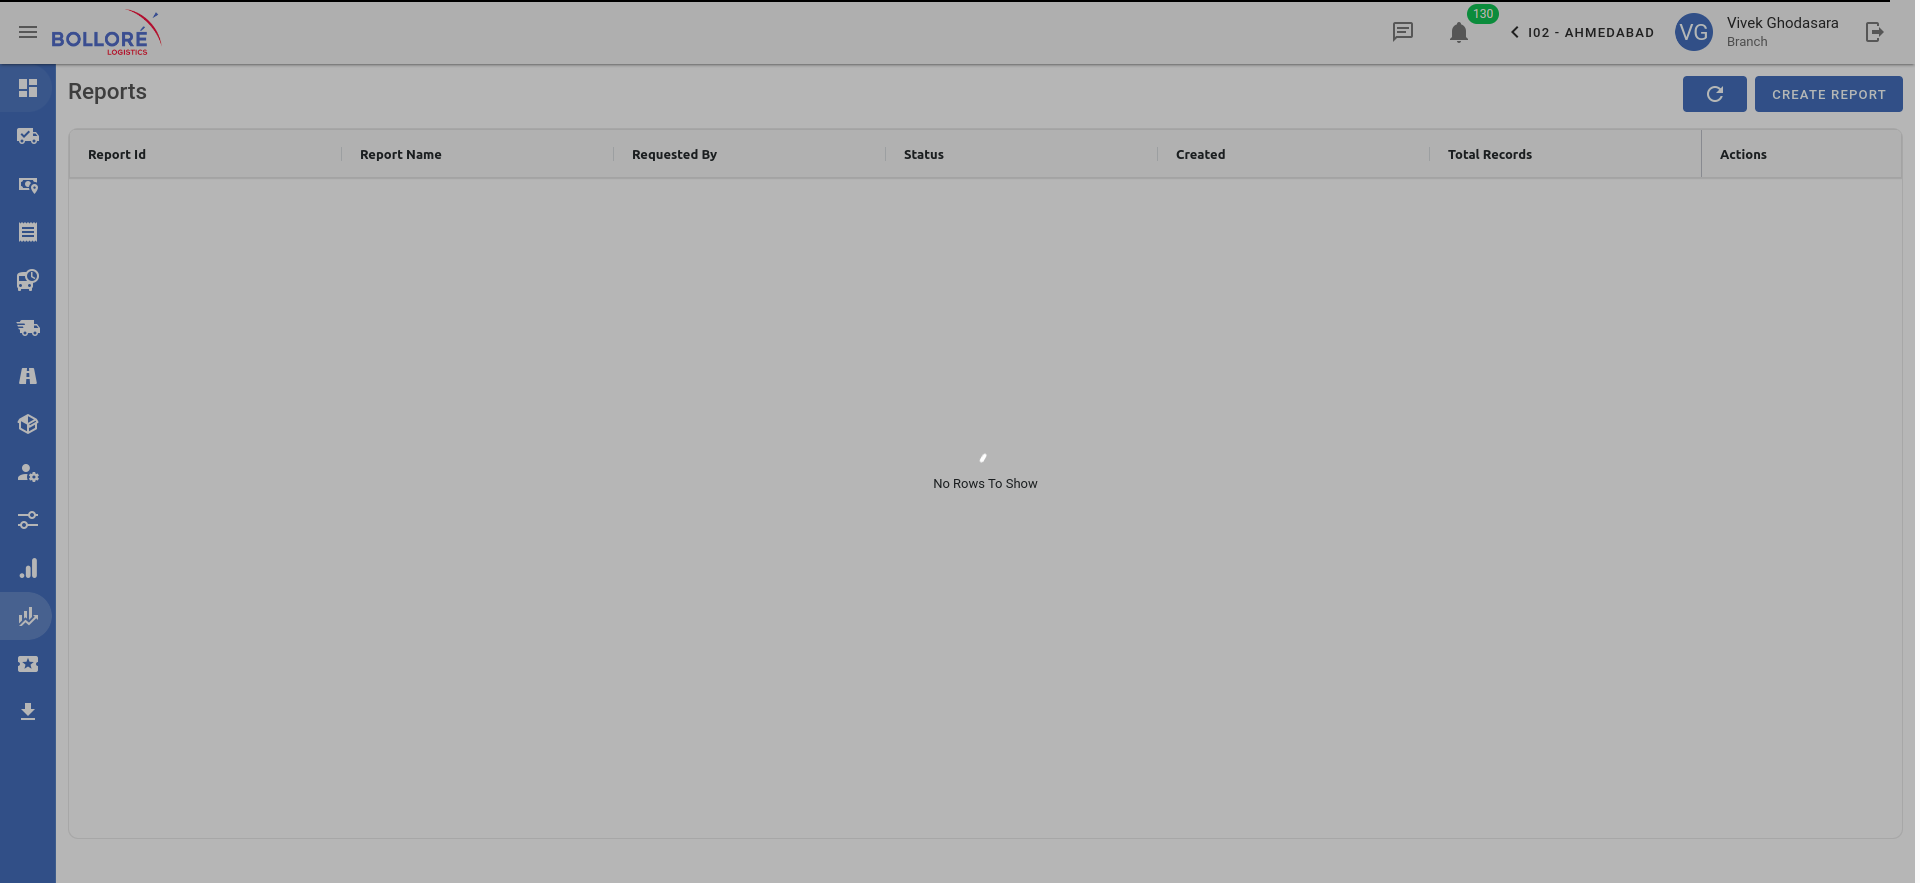 BOLLORÉ
LOGISTICS
130
I02 - AHMEDABAD
VG
Vivek Ghodasara
Branch
Reports
CREATE REPORT
Report Id
Report Name
Requested By
Status
Created
Total Records
Actions
No Rows To Show